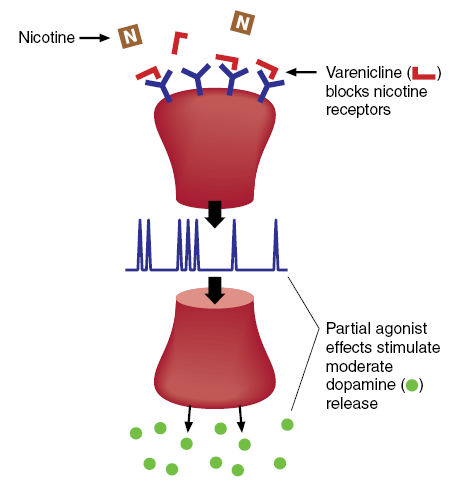 N
N
Nicotine
Varenicline ( )
blocks nicotine
receptors
Partial agonist
effects stimulate
moderate
dopamine ( )
release